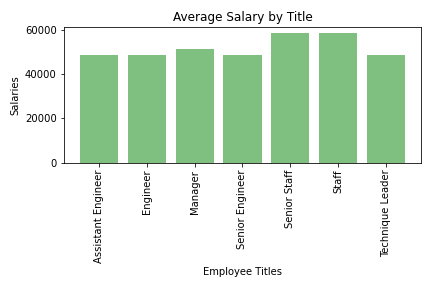 Average Salary by Title
60000
40000
20000
0
Salaries
Assistant Engineer
Engineer
Manager
Senior Engineer
Senior Staff
Staff
Technique Leader
Employee Titles